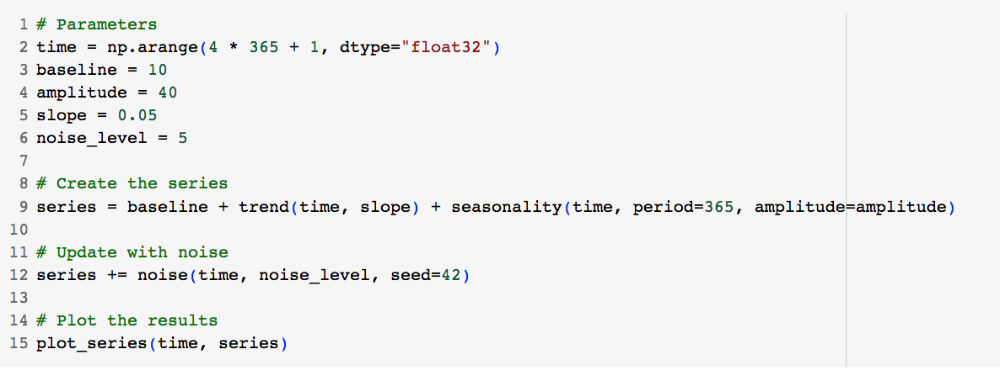 1 # Parameters
2 time = np.arange(4 * 365 + 1, dtype="float32")
3 baseline = 10
4 amplitude = 40
5 slope = 0.05
6 noise_level = 5
7
8 # Create the series
9 series = baseline + trend(time, slope) + seasonality(time, period=365, amplitude=amplitude)
10
11 # Update with noise
12 series += noise(time, noise_level, seed=42)
13
14 # Plot the results
15 plot_series(time, series)